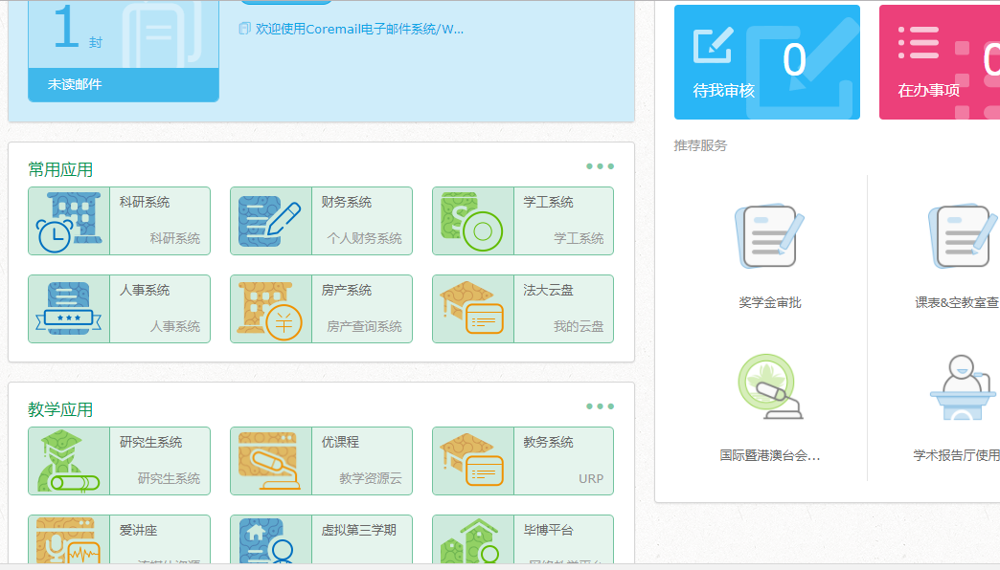 1 封
欢迎使用Coremail电子邮件系统/W...
未读邮件
0
待我审核
0
在办事项
推荐服务
常用应用
科研系统
科研系统
财务系统
个人财务系统
学工系统
学工系统
人事系统
人事系统
房产系统
房产查询系统
法大云盘
我的云盘
奖学金审批
课表&空教室查
国际暨港澳台会...
学术报告厅使用
教学应用
研究生系统
研究生系统
优课程
教学资源云
教务系统
URP
爱讲座
虚拟第三学期
毕博平台